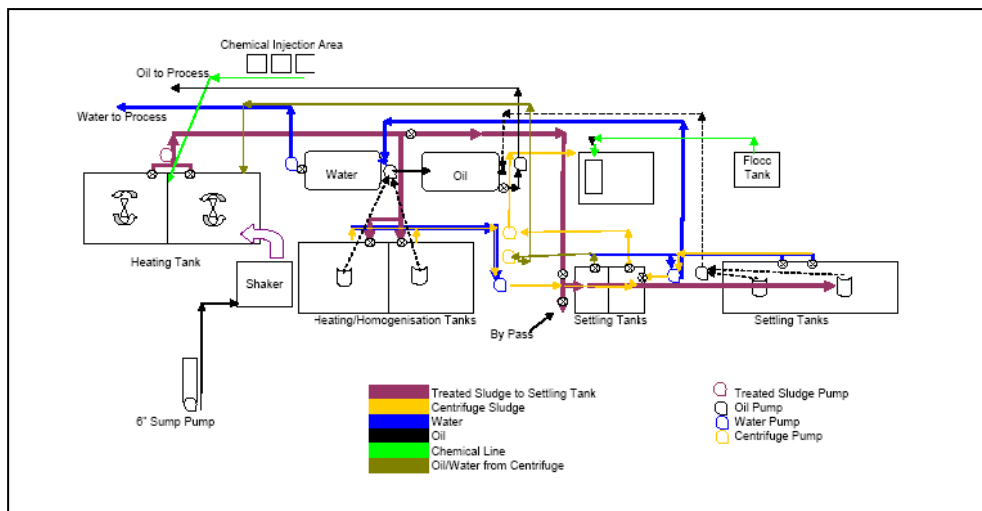 Chemical Injection Area
Oil to Process
Water to Process
Water
Oil
Flocc
Tank
Heating Tank
Shaker
Heating/Homogenisation Tanks
Settling Tanks
Settling Tanks
By Pass
6" Sump Pump
Treated Sludge to Settling Tank
Centrifuge Sludge
Water
Oil
Chemical Line
Oil/Water from Centrifuge
Treated Sludge Pump
Oil Pump
Water Pump
Centrifuge Pump